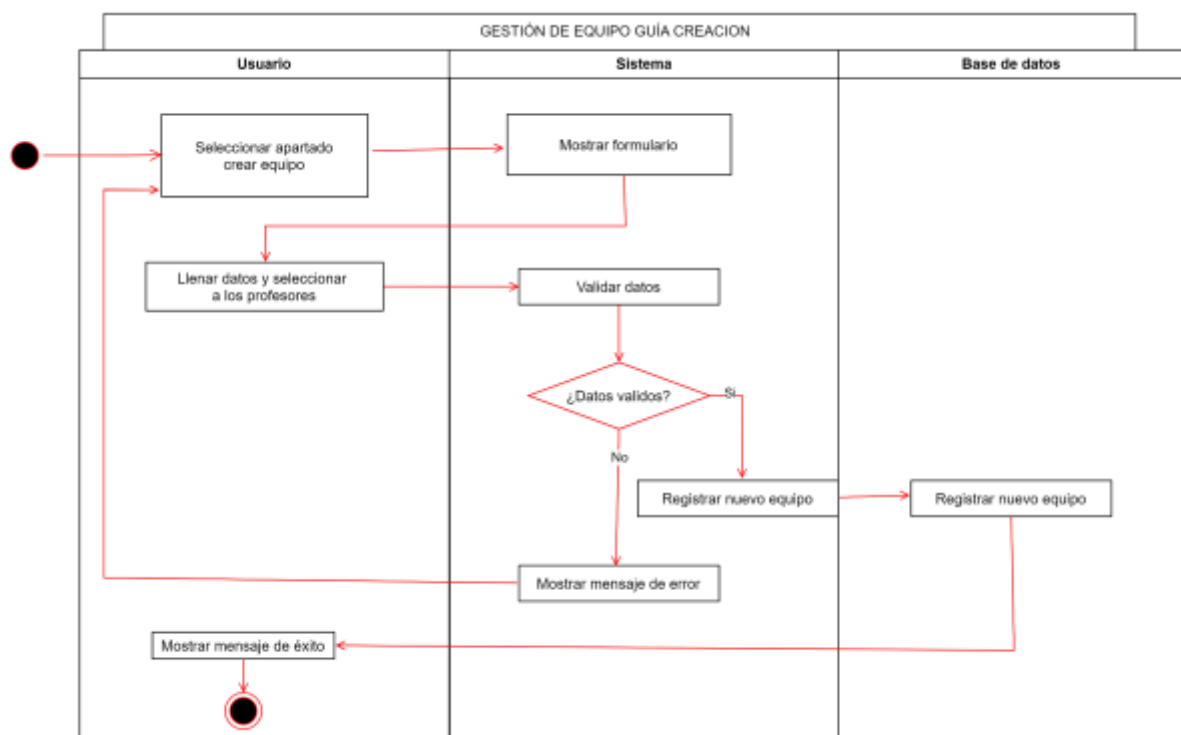 GESTIÓN DE EQUIPO GUÍA CREACION
Usuario
Sistema
Base de datos
Seleccionar apartado
crear equipo
Mostrar formulario
Llenar datos y seleccionar
a los profesores
Validar datos
¿Datos validos?
Si
No
Registrar nuevo equipo
Registrar nuevo equipo
Mostrar mensaje de error
Mostrar mensaje de éxito